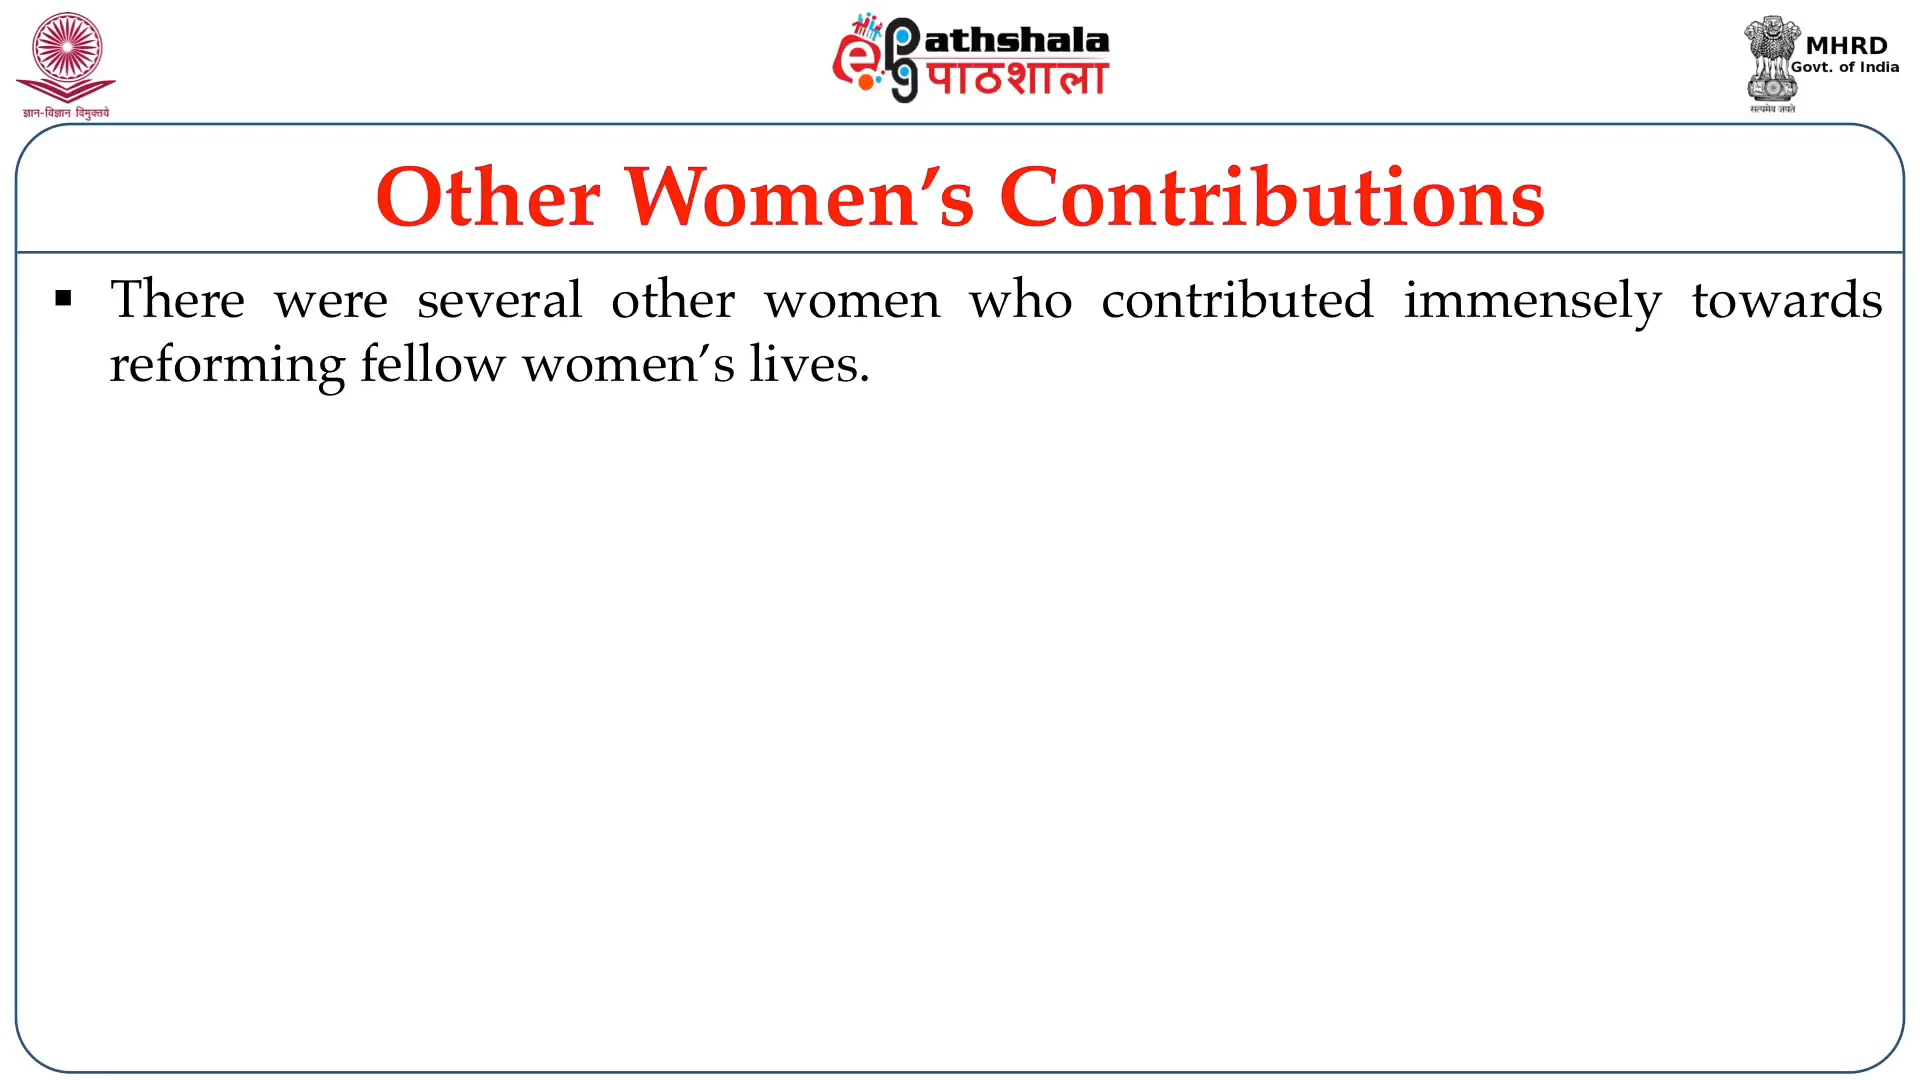 ज्ञान-विज्ञान विमुक्तये
e
pg
athshala
पाठशाला
MHRD
Govt. of India
सत्यमेव जयते
Other Women’s Contributions
▪ There were several other women who contributed immensely towards
reforming fellow women’s lives.